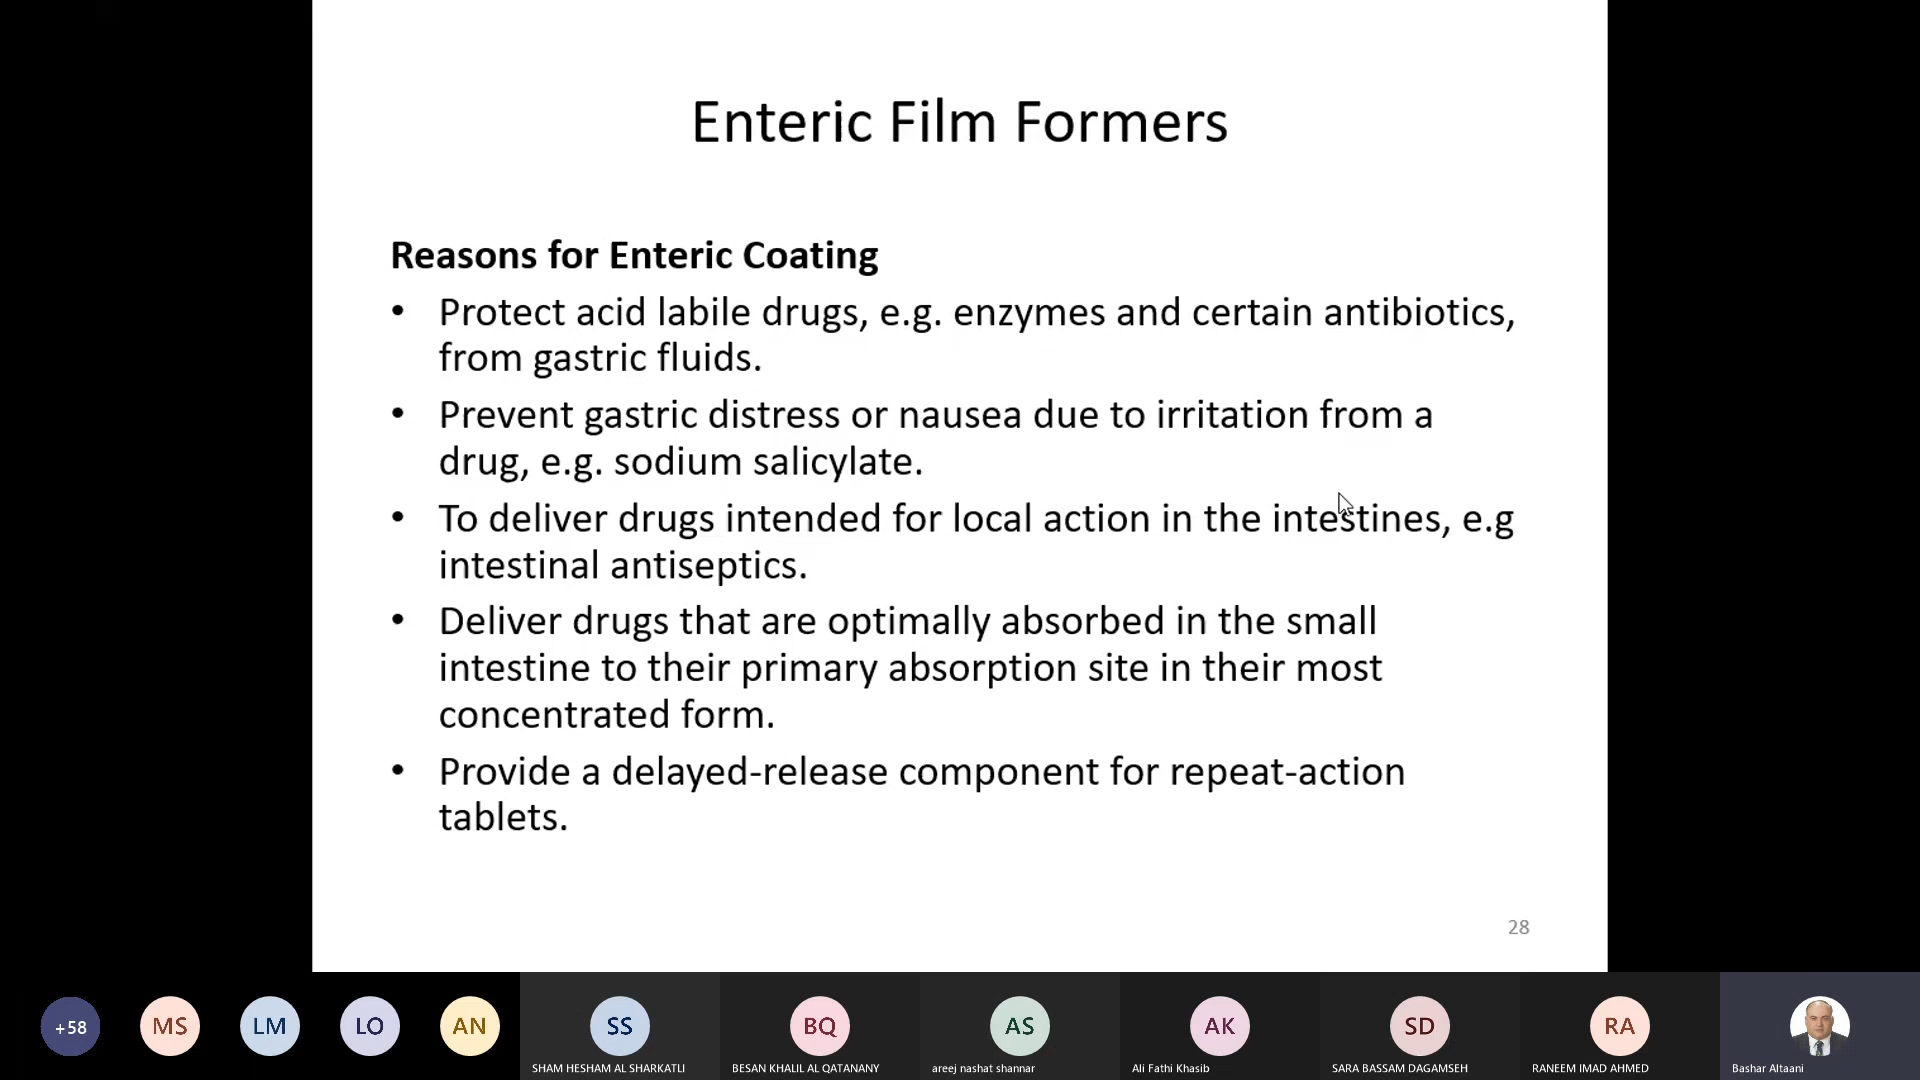 Enteric Film Formers
Reasons for Enteric Coating
• Protect acid labile drugs, e.g. enzymes and certain antibiotics,
from gastric fluids.
• Prevent gastric distress or nausea due to irritation from a
drug, e.g. sodium salicylate.
• To deliver drugs intended for local action in the intestines, e.g
intestinal antiseptics.
• Deliver drugs that are optimally absorbed in the small
intestine to their primary absorption site in their most
concentrated form.
• Provide a delayed-release component for repeat-action
tablets.
28
+58 MS LM LO AN SS BQ AS AK SD RA
SHAM HESHAM AL SHARKATLI BESAN KHALIL AL QATANANY areej nashat shannar Ali Fathi Khasib SARA BASSAM DAGAMSEH RANEEM IMAD AHMED Bashar Altaani